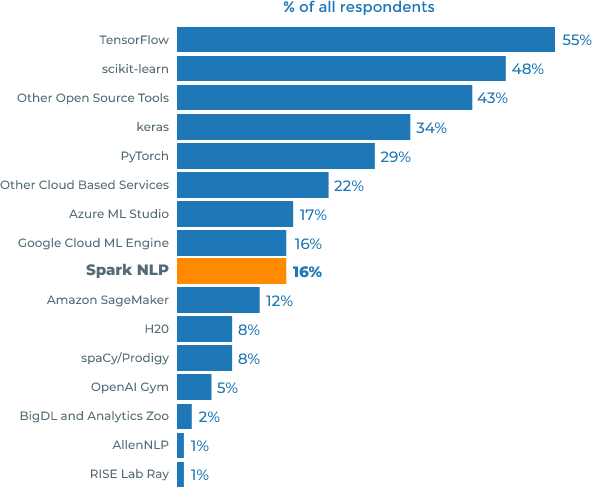 % of all respondents
TensorFlow 55%
scikit-learn 48%
Other Open Source Tools 43%
keras 34%
PyTorch 29%
Other Cloud Based Services 22%
Azure ML Studio 17%
Google Cloud ML Engine 16%
Spark NLP 16%
Amazon SageMaker 12%
H20 8%
spaCy/Prodigy 8%
OpenAI Gym 5%
BigDL and Analytics Zoo 2%
AllenNLP 1%
RISE Lab Ray 1%